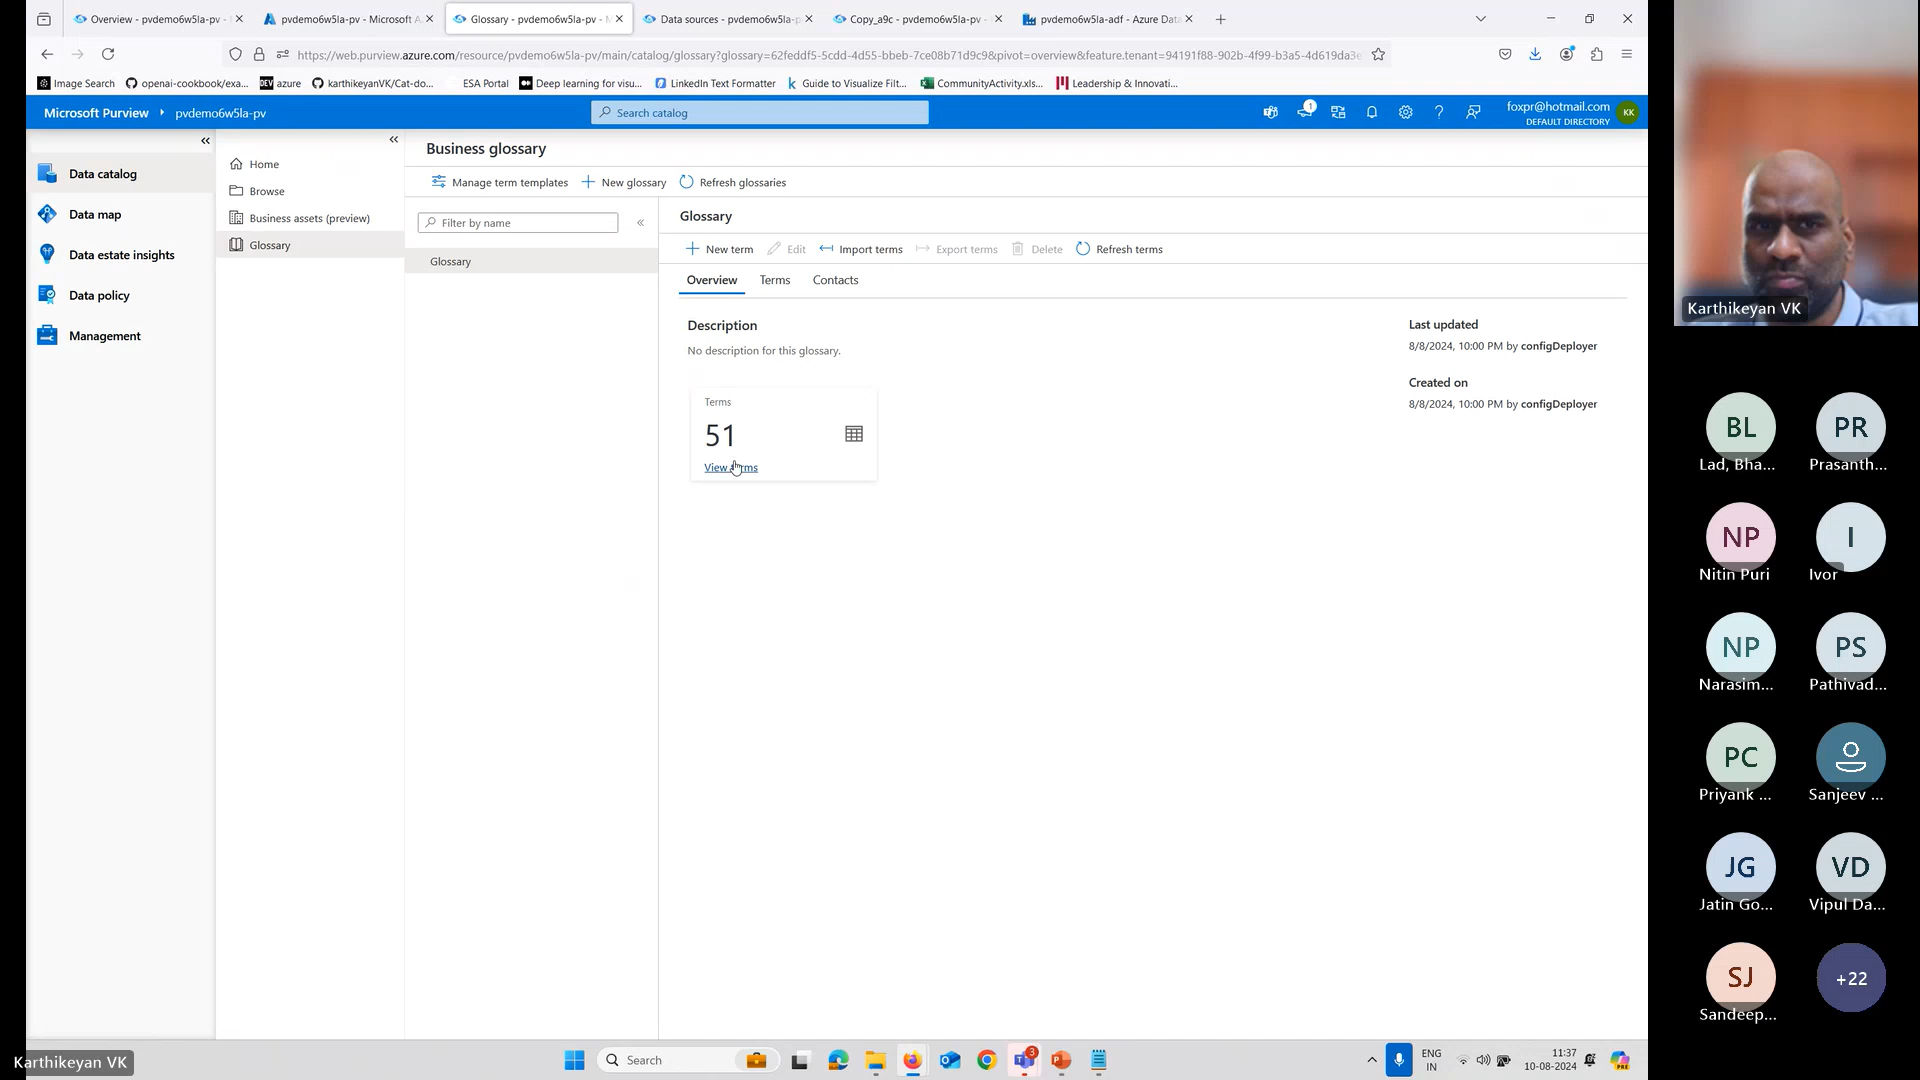 Overview - pvdemo6w5la-pv -
pvdemo6w5la-pv - Microsoft A
Glossary - pvdemo6w5la-pv - M
Data sources - pvdemo6w5la-p
Copy_a9c - pvdemo6w5la-pv -
pvdemo6w5la-adf - Azure Data
https://web.purview.azure.com/resource/pvdemo6w5la-pv/main/catalog/glossary?glossary=62feddf5-5cdd-4d55-bbeb-7ce08b71d9c9&pivot=overview&feature.tenant=94191f88-902b-4f99-b3a5-4d619da3e
Image Search
openai-cookbook/exa...
DEV azure
karthikeyanVK/Cat-do...
ESA Portal
Deep learning for visu...
LinkedIn Text Formatter
Guide to Visualize Filt...
CommunityActivity.xls...
Leadership & Innovati...
Microsoft Purview
pvdemo6w5la-pv
Search catalog
1
foxpr@hotmail.com
DEFAULT DIRECTORY
KK
Data catalog
Data map
Data estate insights
Data policy
Management
Home
Browse
Business assets (preview)
Glossary
Business glossary
Manage term templates
New glossary
Refresh glossaries
Filter by name
Glossary
Glossary
New term
Edit
Import terms
Export terms
Delete
Refresh terms
Overview
Terms
Contacts
Description
No description for this glossary.
Last updated
8/8/2024, 10:00 PM by configDeployer
Created on
8/8/2024, 10:00 PM by configDeployer
Terms
51
View terms
Karthikeyan VK
BL
Lad, Bha...
PR
Prasanth...
NP
Nitin Puri
I
Ivor
NP
Narasim...
PS
Pathivad...
PC
Priyank ...
Sanjeev ...
JG
Jatin Go...
VD
Vipul Da...
SJ
Sandeep...
+22
Karthikeyan VK
Search
3
ENG
IN
11:37
10-08-2024
PRE